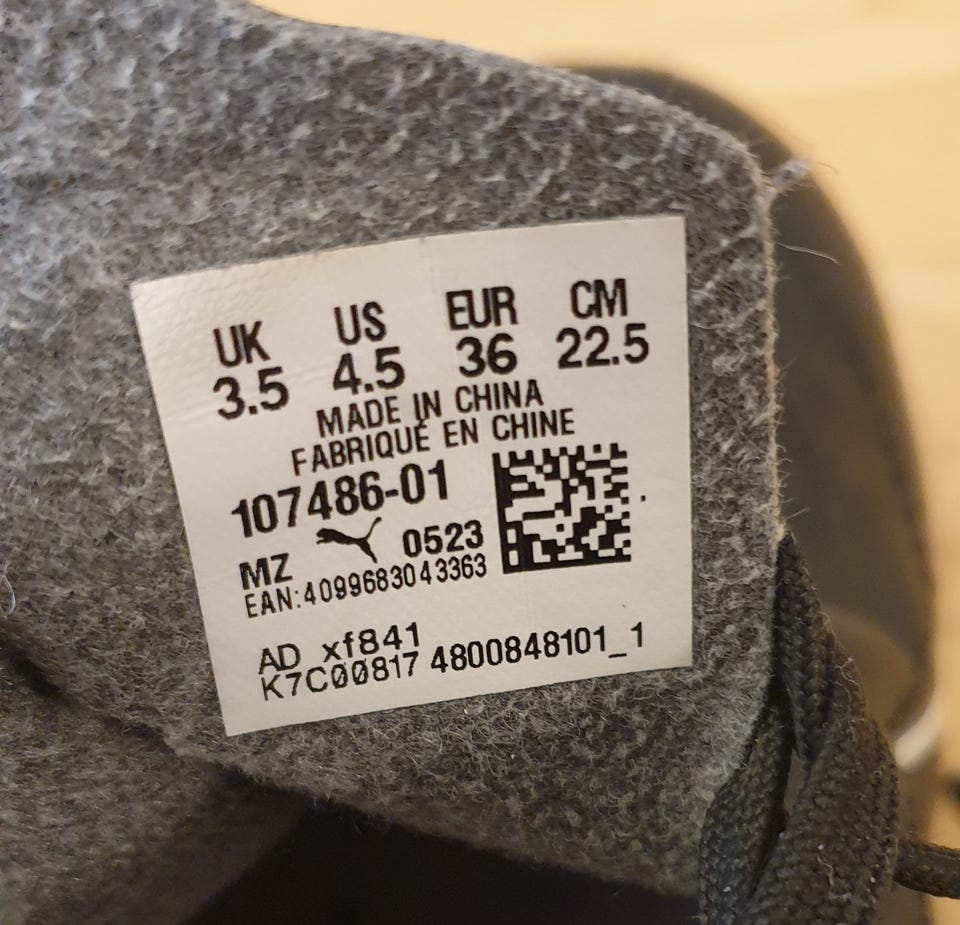 UK US EUR CM
3.5 4.5 36 22.5
MADE IN CHINA
FABRIQUÉ EN CHINE
107486-01
MZ 0523
EAN:4099683043363
AD xf841
K7C00817 4800848101_1